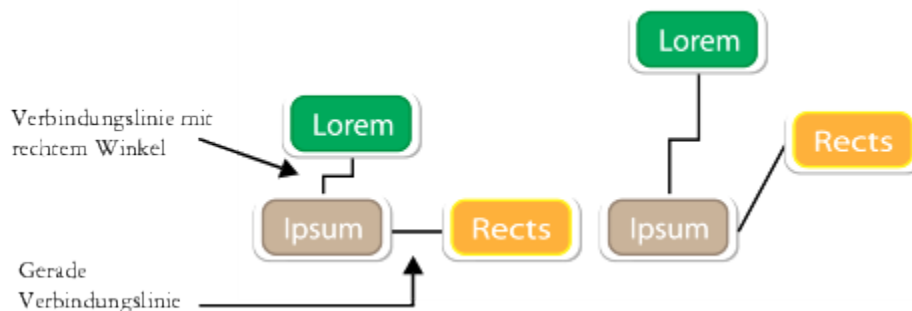 Lorem
Verbindungslinie mit
rechtem Winkel
Lorem
Rects
Ipsum
Rects
Ipsum
Gerade
Verbindungslinie